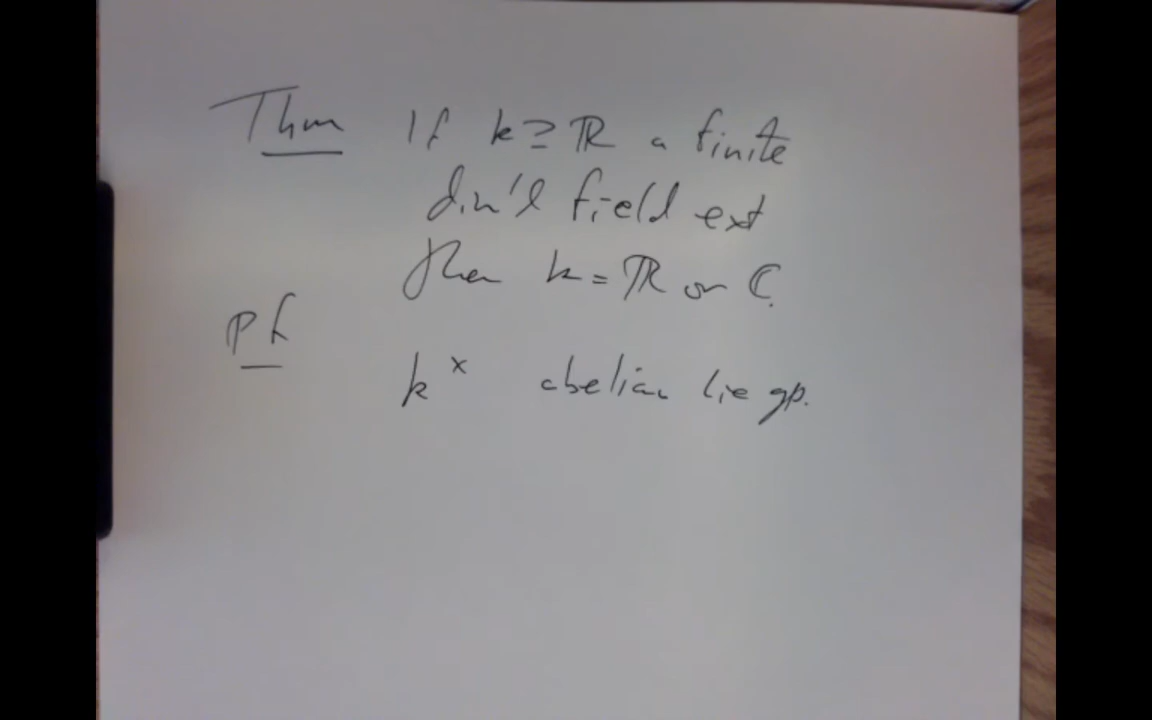 Thm If k ⊇ ℝ a finite
dim'l field ext
then k = ℝ or ℂ.
Pf
k^× abelian Lie gp.